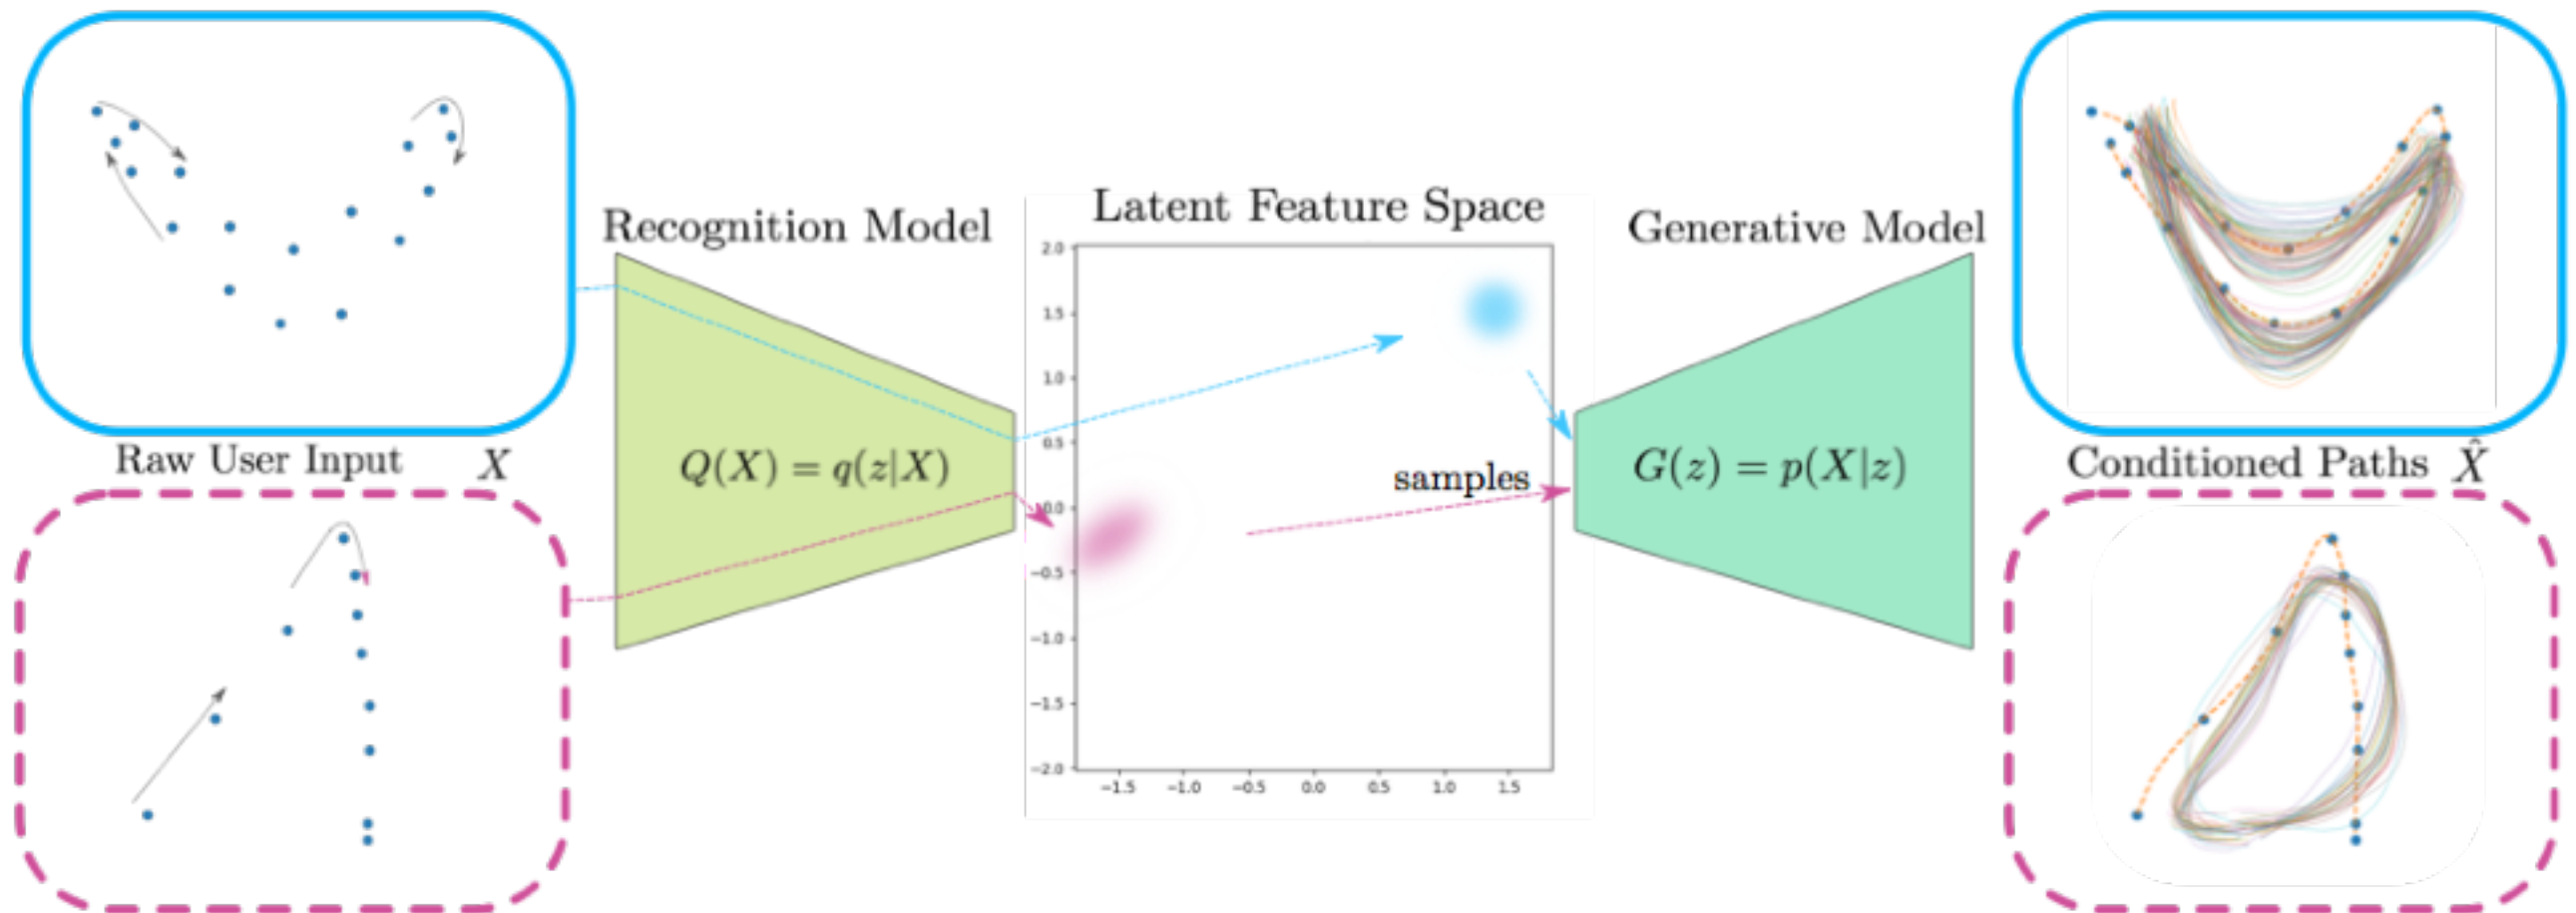 Recognition Model
Latent Feature Space
Generative Model
2.0
1.5
1.0
0.5
0.0
−0.5
−1.0
−1.5
−2.0
−1.5 −1.0 −0.5 0.0 0.5 1.0 1.5
Raw User Input X
Q(X) = q(z|X)
samples
G(z) = p(X|z)
Conditioned Paths X̂